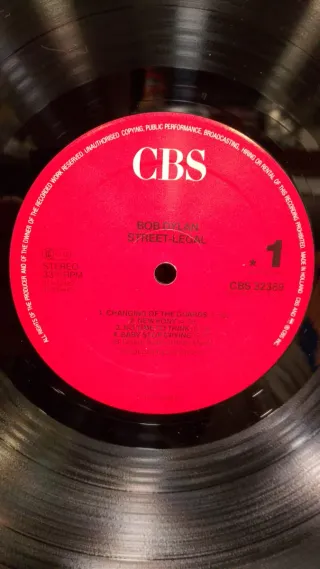 ALL RIGHTS OF THE PRODUCER AND OF THE OWNER OF THE RECORDED WORK RESERVED. UNAUTHORISED COPYING, PUBLIC PERFORMANCE, BROADCASTING, HIRING OR RENTAL OF THIS RECORDING PROHIBITED. MADE IN HOLLAND.
CBS
BOB DYLAN
STREET-LEGAL
1
STEREO
CBS 32389
1. CHANGING OF THE GUARDS
2. NEW PONY
3. NO TIME TO THINK
4. BABY STOP CRYING